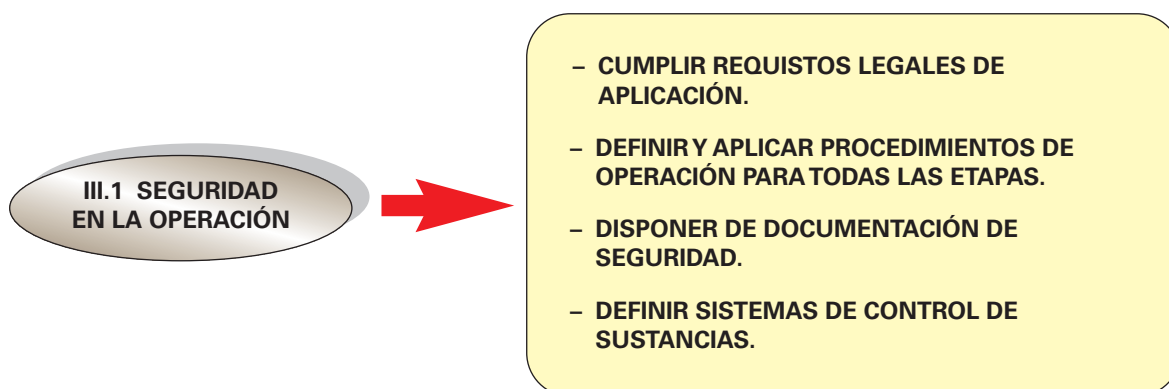 III.1 SEGURIDAD
EN LA OPERACIÓN
– CUMPLIR REQUISTOS LEGALES DE
APLICACIÓN.
– DEFINIR Y APLICAR PROCEDIMIENTOS DE
OPERACIÓN PARA TODAS LAS ETAPAS.
– DISPONER DE DOCUMENTACIÓN DE
SEGURIDAD.
– DEFINIR SISTEMAS DE CONTROL DE
SUSTANCIAS.